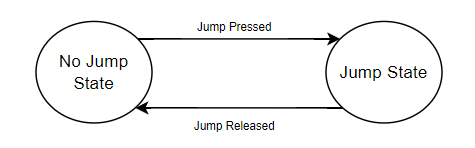 Jump Pressed
No Jump
State
Jump State
Jump Released